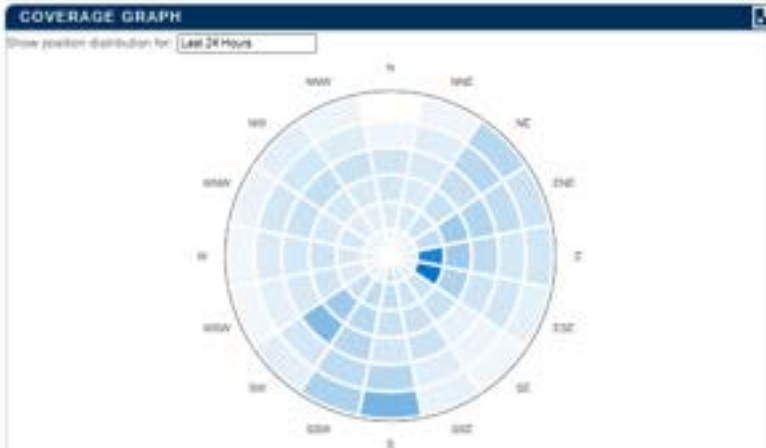 COVERAGE GRAPH
Show position distribution for: Last 24 Hours
N
NNW NNE
NW NE
WNW ENE
W E
WSW ESE
SW SE
SSW SSE
S